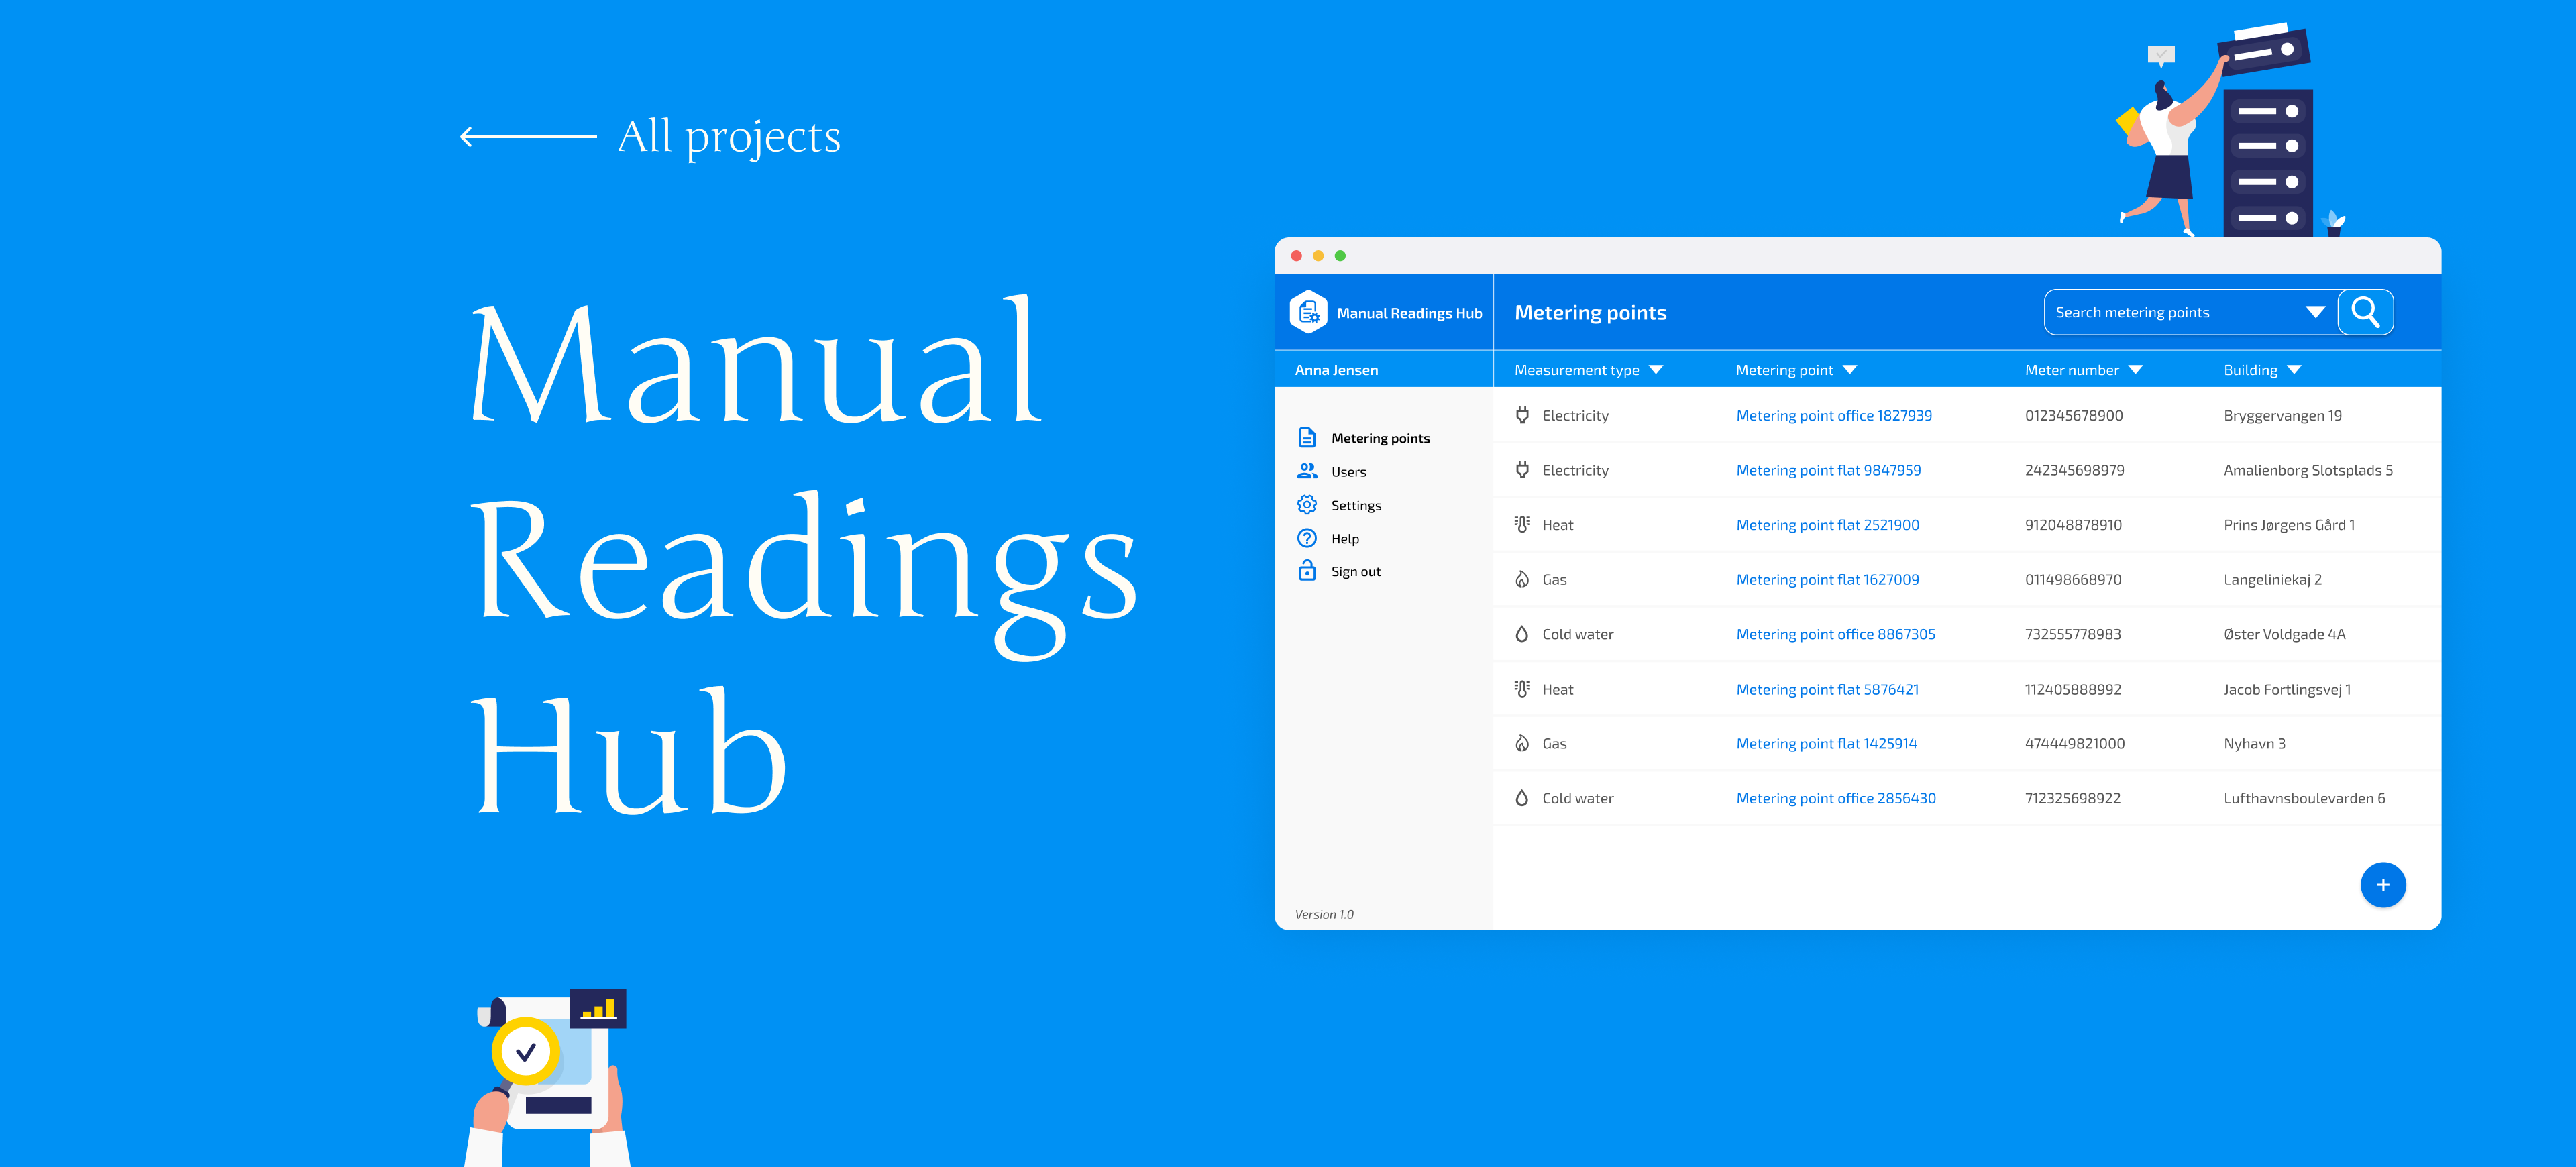 All projects
Manual
Readings
Hub
Manual Readings Hub
Metering points
Search metering points
Anna Jensen
Measurement type
Metering point
Meter number
Building
Metering points
Users
Settings
Help
Sign out
Version 1.0
Electricity Metering point office 1827939 012345678900 Bryggervangen 19
Electricity Metering point flat 9847959 242345698979 Amalienborg Slotsplads 5
Heat Metering point flat 2521900 912048878910 Prins Jørgens Gård 1
Gas Metering point flat 1627009 011498668970 Langeliniekaj 2
Cold water Metering point office 8867305 732555778983 Øster Voldgade 4A
Heat Metering point flat 5876421 112405888992 Jacob Fortlingsvej 1
Gas Metering point flat 1425914 474449821000 Nyhavn 3
Cold water Metering point office 2856430 712325698922 Lufthavnsboulevarden 6